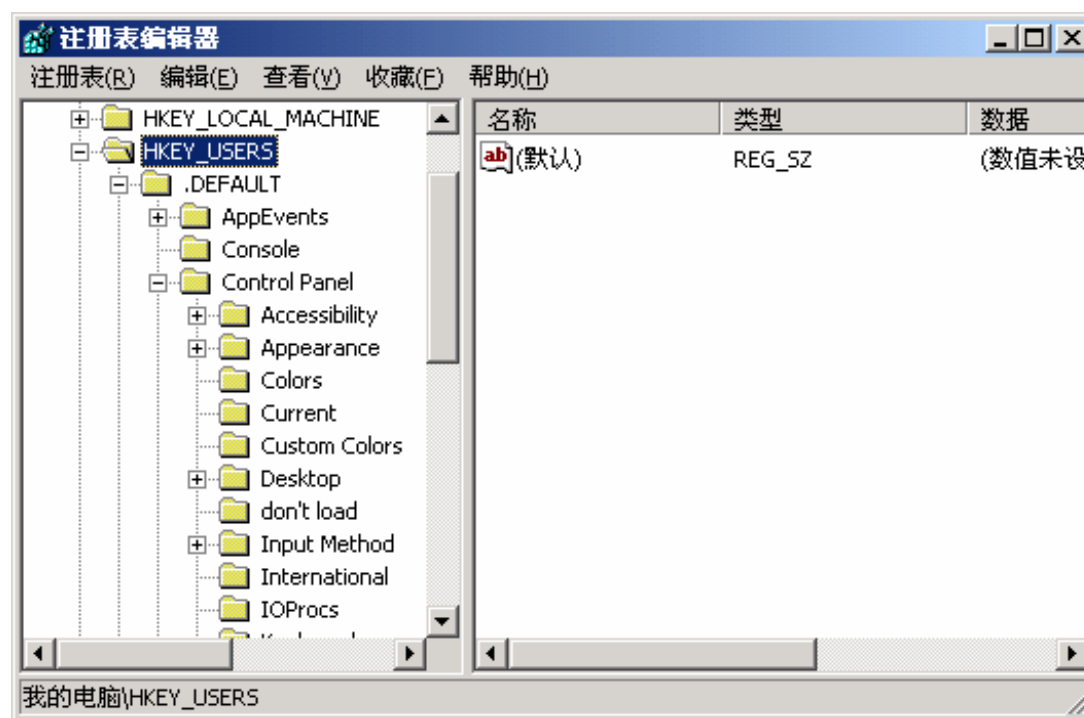 注册表编辑器
注册表(R) 编辑(E) 查看(V) 收藏(F) 帮助(H)
HKEY_LOCAL_MACHINE
HKEY_USERS
.DEFAULT
AppEvents
Console
Control Panel
Accessibility
Appearance
Colors
Current
Custom Colors
Desktop
don't load
Input Method
International
IOProcs
名称 类型 数据
ab (默认) REG_SZ (数值未设
我的电脑\HKEY_USERS